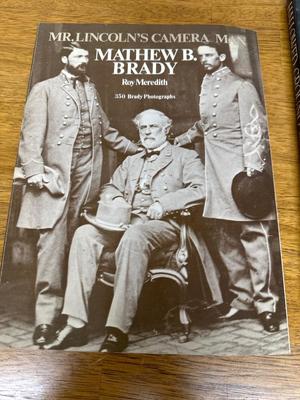 MR. LINCOLN'S CAMERA MAN
MATHEW B.
BRADY
Roy Meredith
350 Brady Photographs